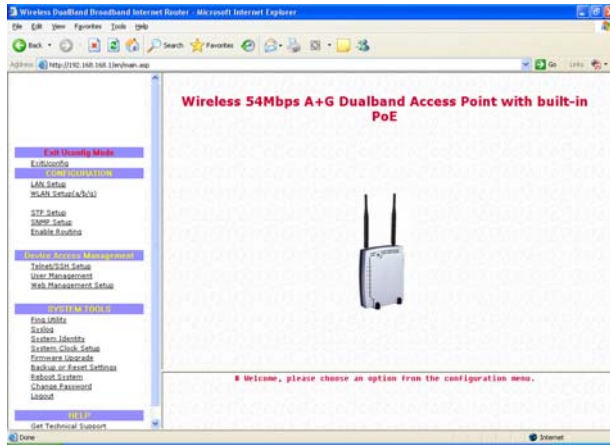 Wireless DualBand Broadband Internet Router - Microsoft Internet Explorer
File Edit View Favorites Tools Help
Back Search Favorites
Address http://192.168.168.1/en/main.asp Go Links
Wireless 54Mbps A+G Dualband Access Point with built-in
PoE
Exit Uconfig Mode
ExitUconfig
CONFIGURATION
LAN Setup
WLAN Setup(a/b/g)
STP Setup
SNMP Setup
Enable Routing
Device Access Management
Telnet/SSH Setup
User Management
Web Management Setup
SYSTEM TOOLS
Ping Utility
Syslog
System Identity
System Clock Setup
Firmware Upgrade
Backup or Reset Settings
Reboot System
Change Password
Logout
HELP
Get Technical Support
Welcome, please choose an option from the configuration menu.
Done Internet